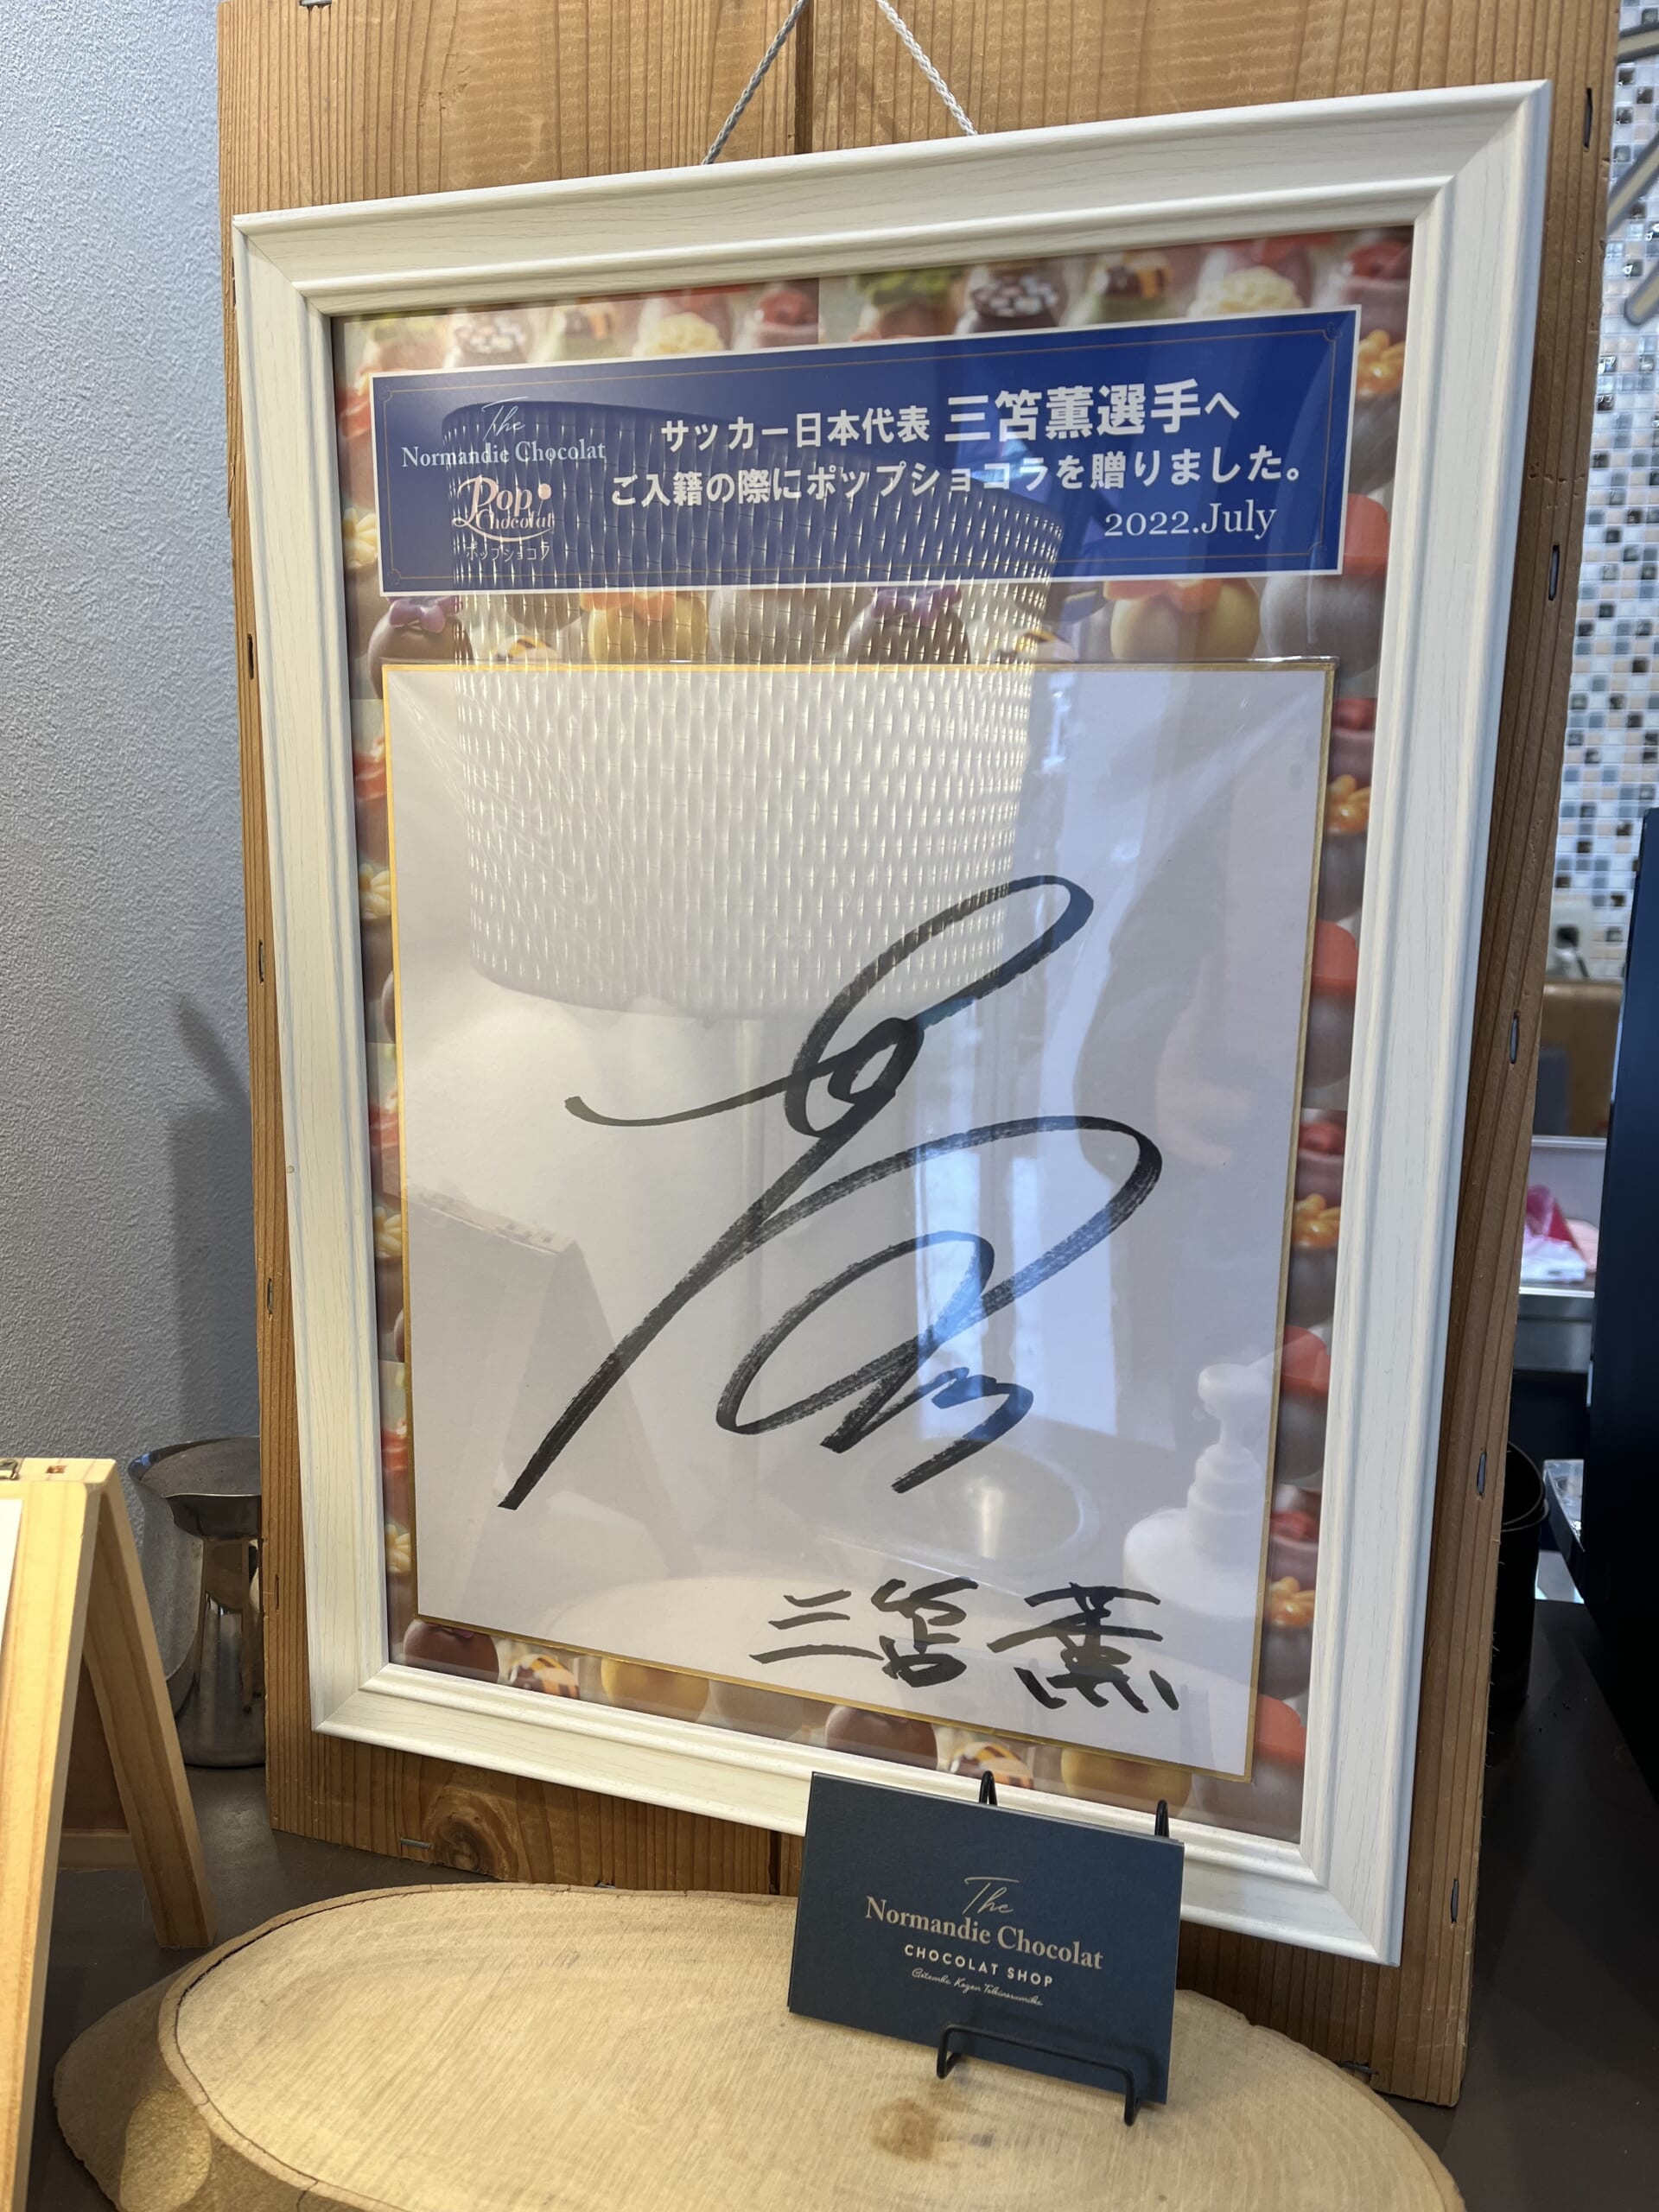 The
Normandie Chocolat
Pop
Chocolat
ポップショコラ
サッカー日本代表 三笘薫選手へ
ご入籍の際にポップショコラを贈りました。
2022.July
三笘 薫
The
Normandie Chocolat
CHOCOLAT SHOP